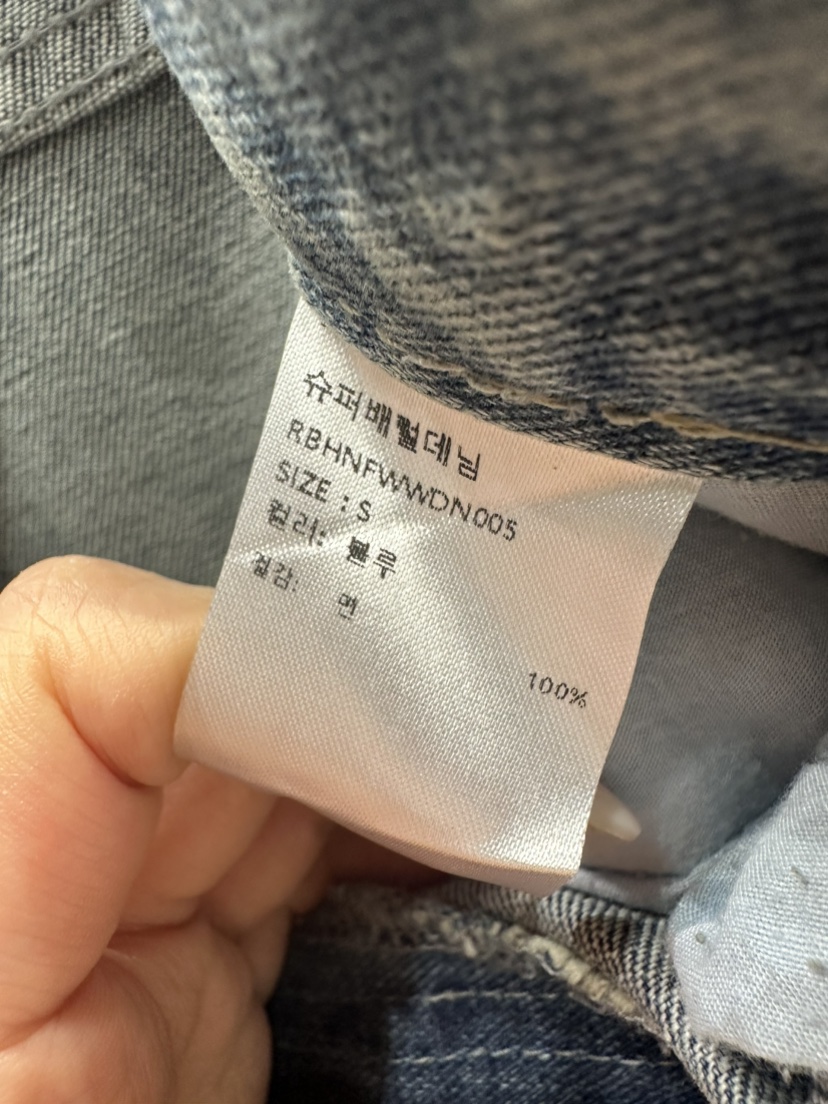 슈퍼배럴데님
RBHNFWWDN005
SIZE : S
컬러: 블루
겉감: 면
100%